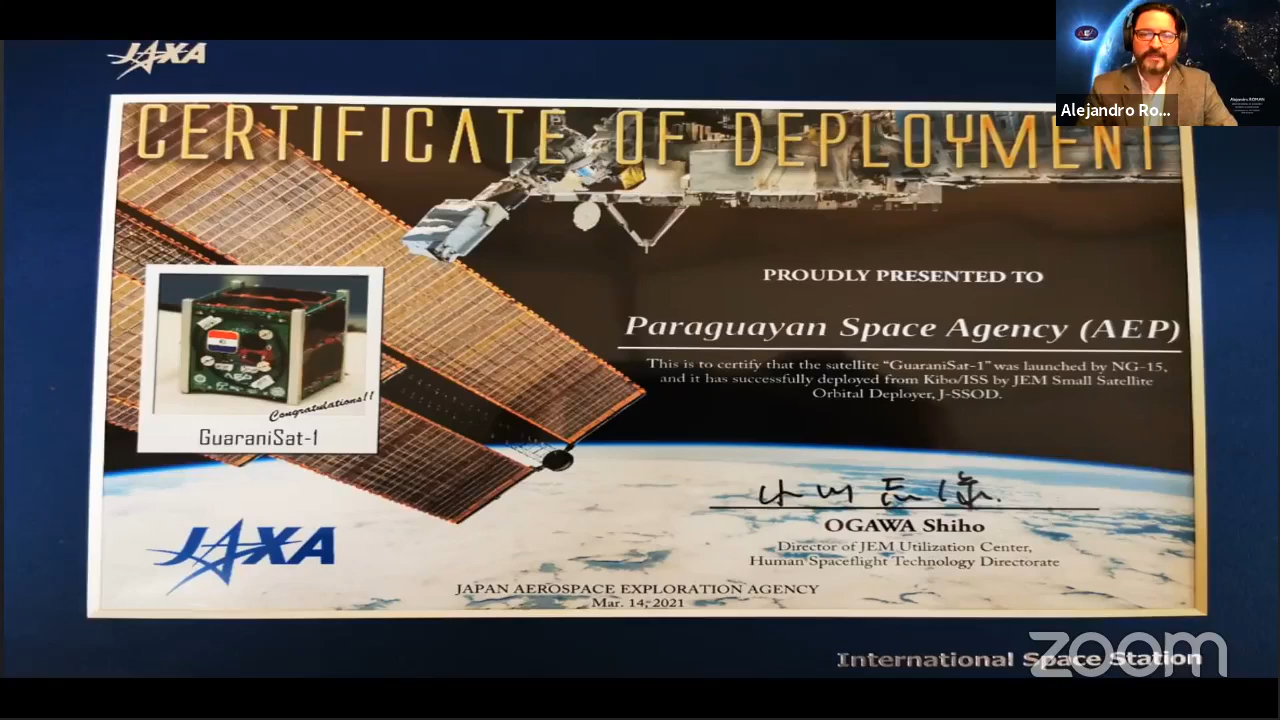 JAXA
CERTIFICATE OF DEPLOYMENT
Alejandro Ro...
PROUDLY PRESENTED TO
Paraguayan Space Agency (AEP)
This is to certify that the satellite “GuaraniSat-1” was launched by NG-15,
and it has successfully deployed from Kibo/ISS by JEM Small Satellite
Orbital Deployer, J-SSOD.
Congratulations!!
GuaraniSat-1
OGAWA Shiho
Director of JEM Utilization Center,
Human Spaceflight Technology Directorate
JAXA
JAPAN AEROSPACE EXPLORATION AGENCY
Mar. 14, 2021
International Space Station
zoom